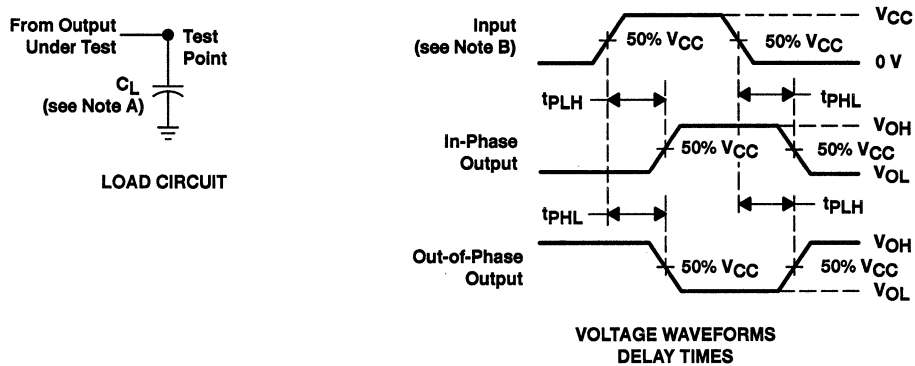 From Output
Under Test
Test
Point
CL
(see Note A)
LOAD CIRCUIT
Input
(see Note B)
50% VCC
50% VCC
VCC
0 V
tPLH
tPHL
In-Phase
Output
50% VCC
50% VCC
VOH
VOL
tPHL
tPLH
Out-of-Phase
Output
50% VCC
50% VCC
VOH
VOL
VOLTAGE WAVEFORMS
DELAY TIMES